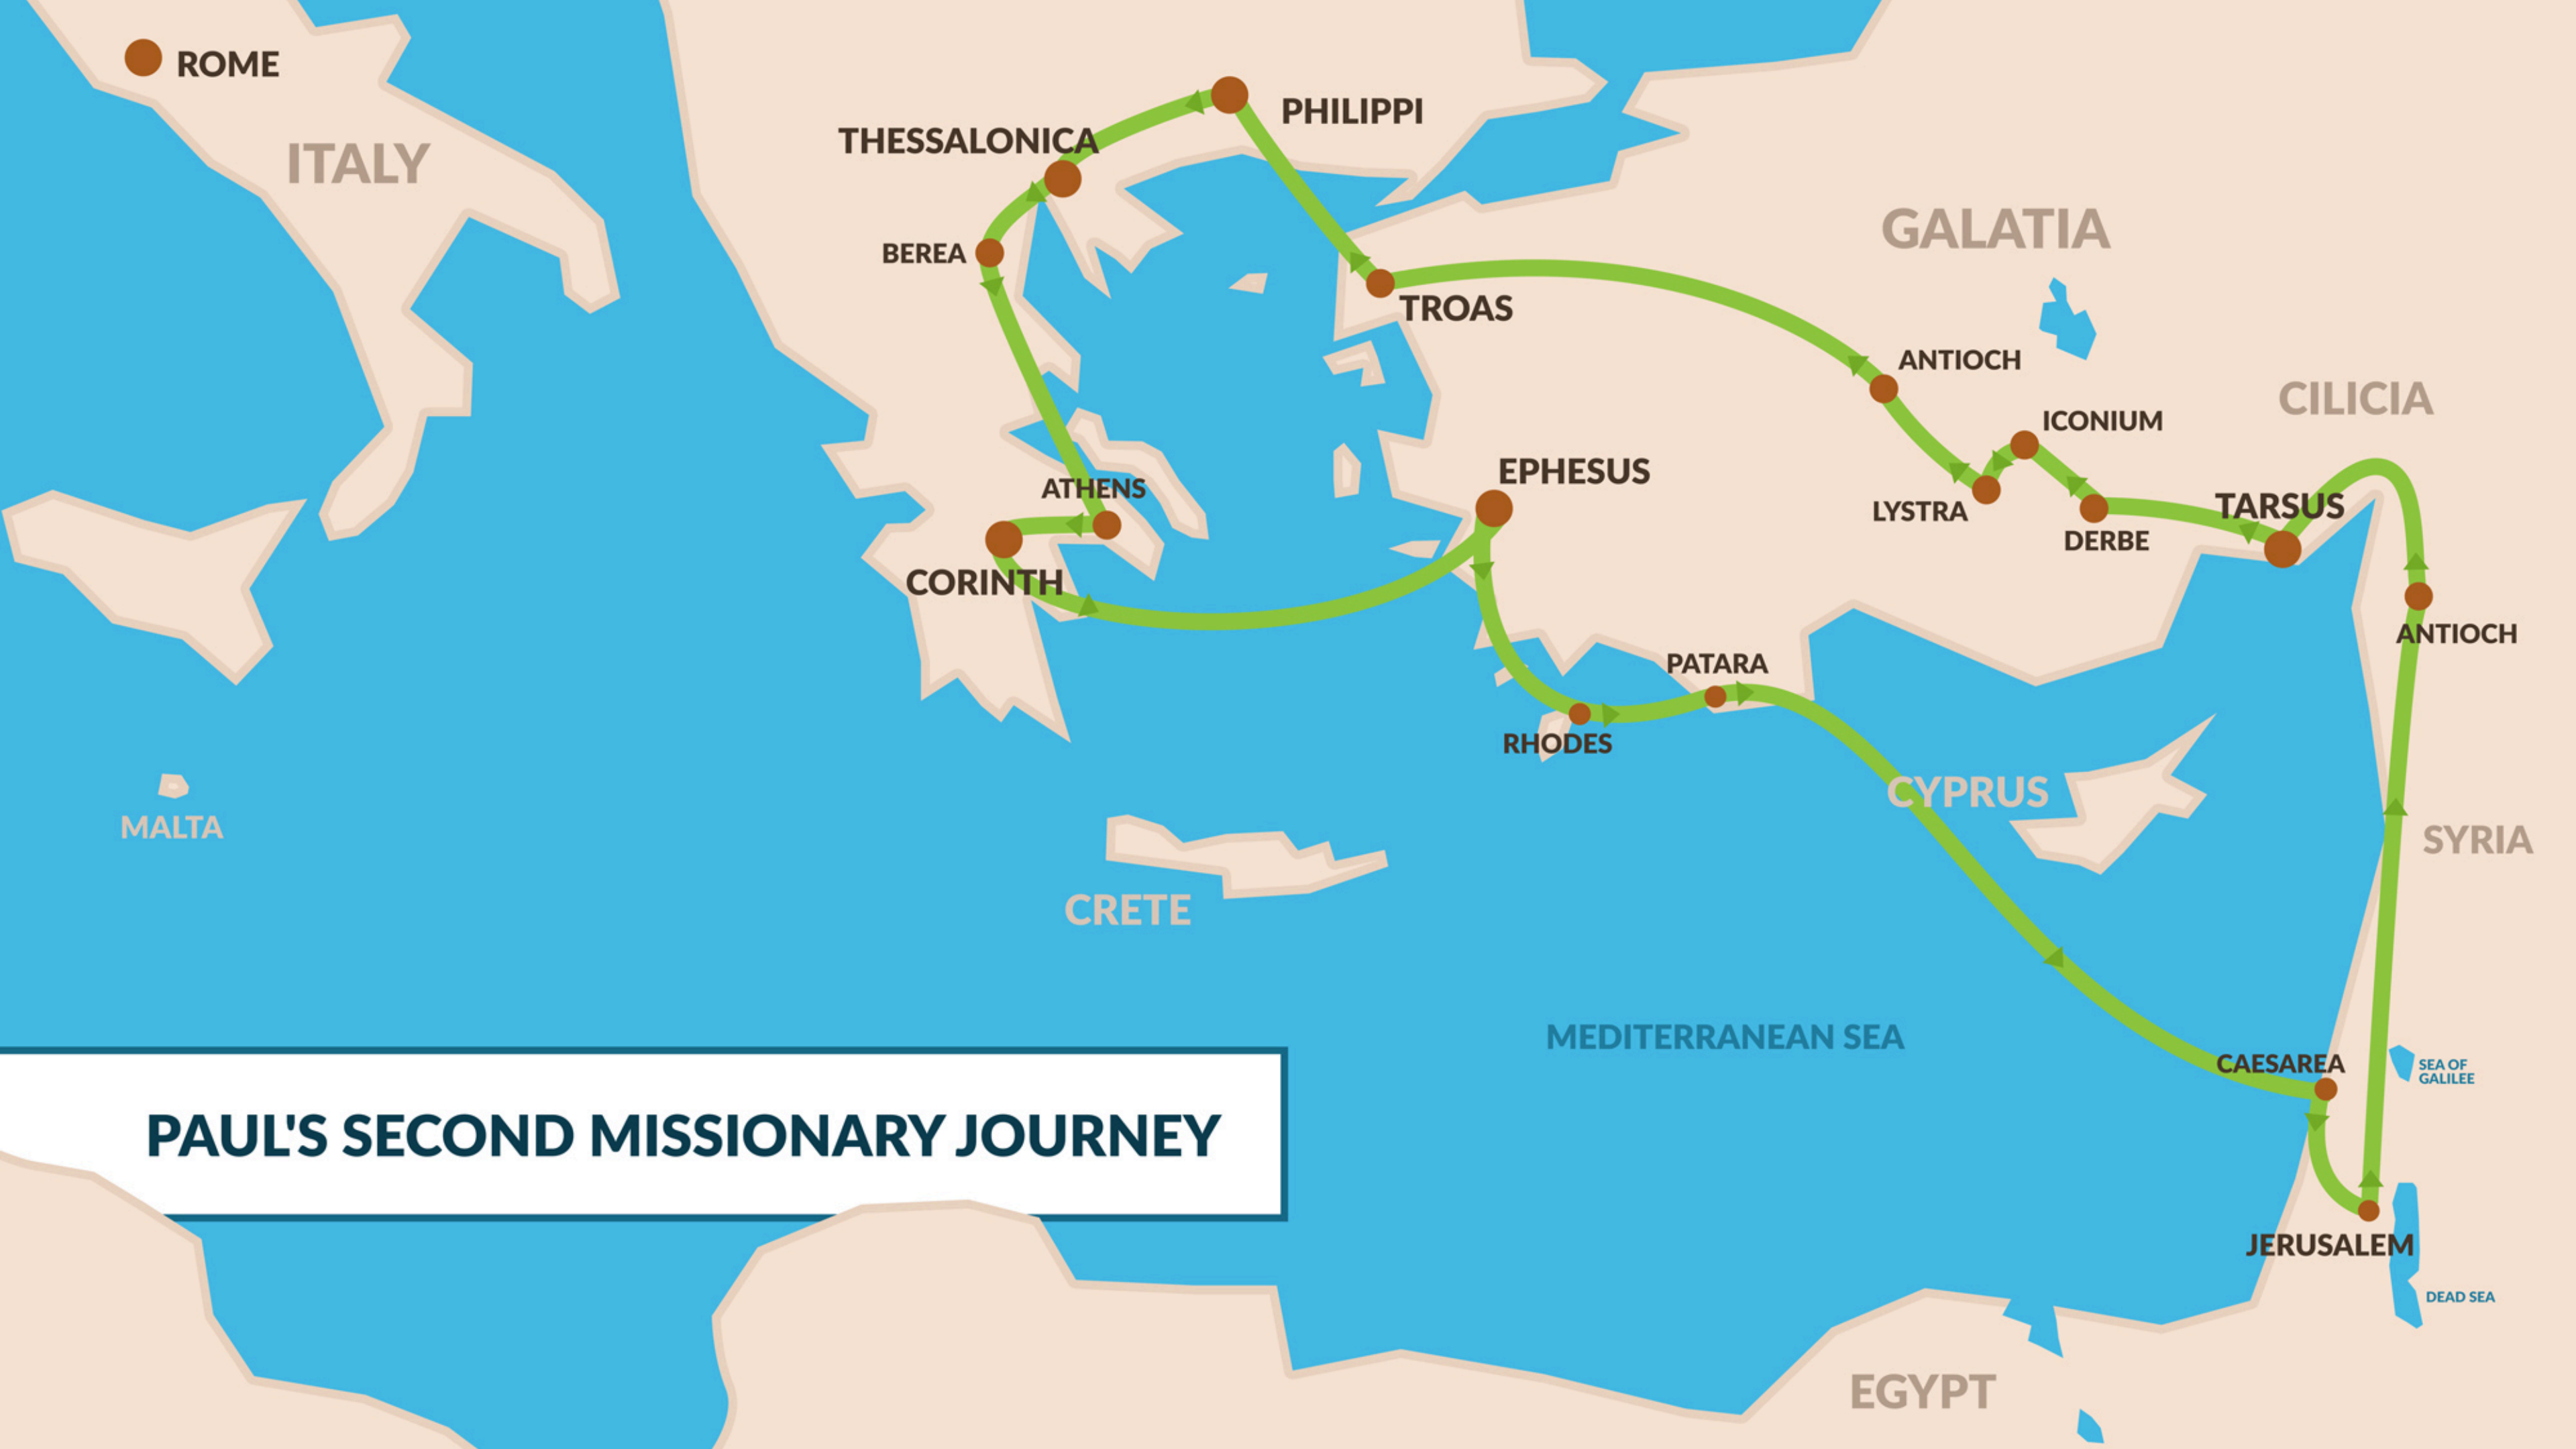 ROME
PHILIPPI
THESSALONICA
ITALY
GALATIA
BEREA
TROAS
ANTIOCH
CILICIA
ICONIUM
EPHESUS
ATHENS
LYSTRA
TARSUS
DERBE
CORINTH
ANTIOCH
PATARA
RHODES
CYPRUS
MALTA
SYRIA
CRETE
MEDITERRANEAN SEA
CAESAREA
SEA OF
GALILEE
PAUL'S SECOND MISSIONARY JOURNEY
JERUSALEM
DEAD SEA
EGYPT